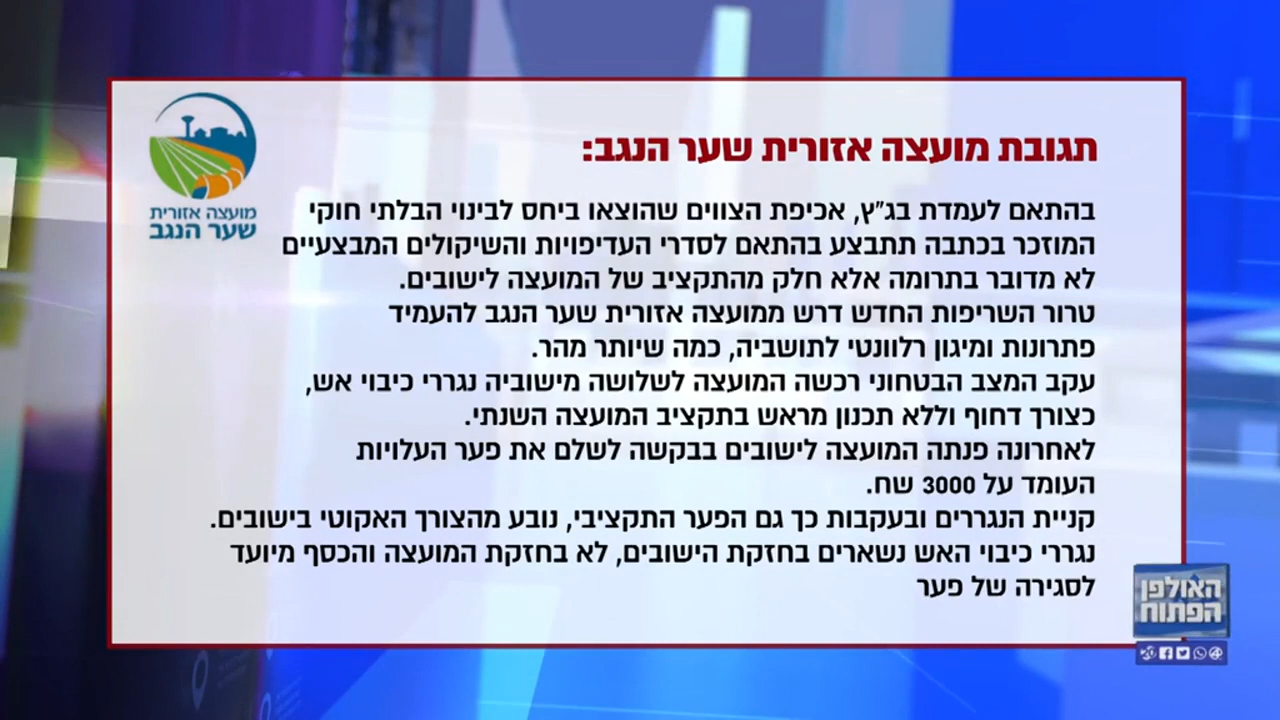 מועצה אזורית
שער הנגב
תגובת מועצה אזורית שער הנגב:
בהתאם לעמדת בג"ץ, אכיפת הצווים שהוצאו ביחס לבינוי הבלתי חוקי
המוזכר בכתבה תתבצע בהתאם לסדרי העדיפויות והשיקולים המבצעיים
לא מדובר בתרומה אלא חלק מהתקציב של המועצה לישובים.
טרור השריפות החדש דרש ממועצה אזורית שער הנגב להעמיד
פתרונות ומיגון רלוונטי לתושביה, כמה שיותר מהר.
עקב המצב הבטחוני רכשה המועצה לשלושה מישוביה נגררי כיבוי אש,
כצורך דחוף וללא תכנון מראש בתקציב המועצה השנתי.
לאחרונה פנתה המועצה לישובים בבקשה לשלם את פער העלויות
העומד על 3000 שח.
קניית הנגררים ובעקבות כך גם הפער התקציבי, נובע מהצורך האקוטי בישובים.
נגררי כיבוי האש נשארים בחזקת הישובים, לא בחזקת המועצה והכסף מיועד
לסגירה של פער
האולפן
הפתוח